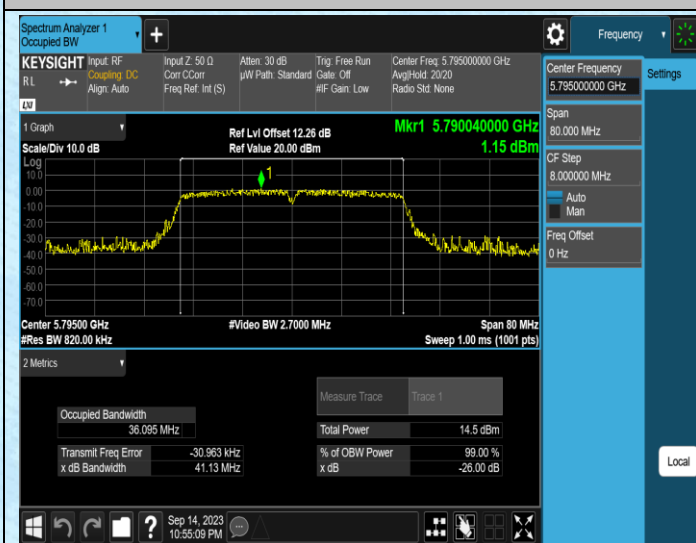 Spectrum Analyzer 1
Occupied BW
+
Frequency
KEYSIGHT
R L
Input: RF
Coupling: DC
Align: Auto
Input Z: 50 Ω
Corr CCorr
Freq Ref: Int (S)
Atten: 30 dB
µW Path: Standard
Trig: Free Run
Gate: Off
#IF Gain: Low
Center Freq: 5.795000000 GHz
Avg|Hold: 20/20
Radio Std: None
Center Frequency
5.795000000 GHz
Settings
Span
80.000 MHz
CF Step
8.000000 MHz
Auto
Man
Freq Offset
0 Hz
1 Graph
Scale/Div 10.0 dB
Ref Lvl Offset 12.26 dB
Ref Value 20.00 dBm
Mkr1 5.790040000 GHz
1.15 dBm
Log
10.0
0.00
-10.0
-20.0
-30.0
-40.0
-50.0
-60.0
-70.0
1
Center 5.79500 GHz
#Res BW 820.00 kHz
#Video BW 2.7000 MHz
Span 80 MHz
Sweep 1.00 ms (1001 pts)
2 Metrics
Measure Trace
Trace 1
Occupied Bandwidth
36.095 MHz
Total Power
14.5 dBm
Transmit Freq Error
-30.963 kHz
% of OBW Power
99.00 %
x dB Bandwidth
41.13 MHz
x dB
-26.00 dB
Local
?
Sep 14, 2023
10:55:09 PM